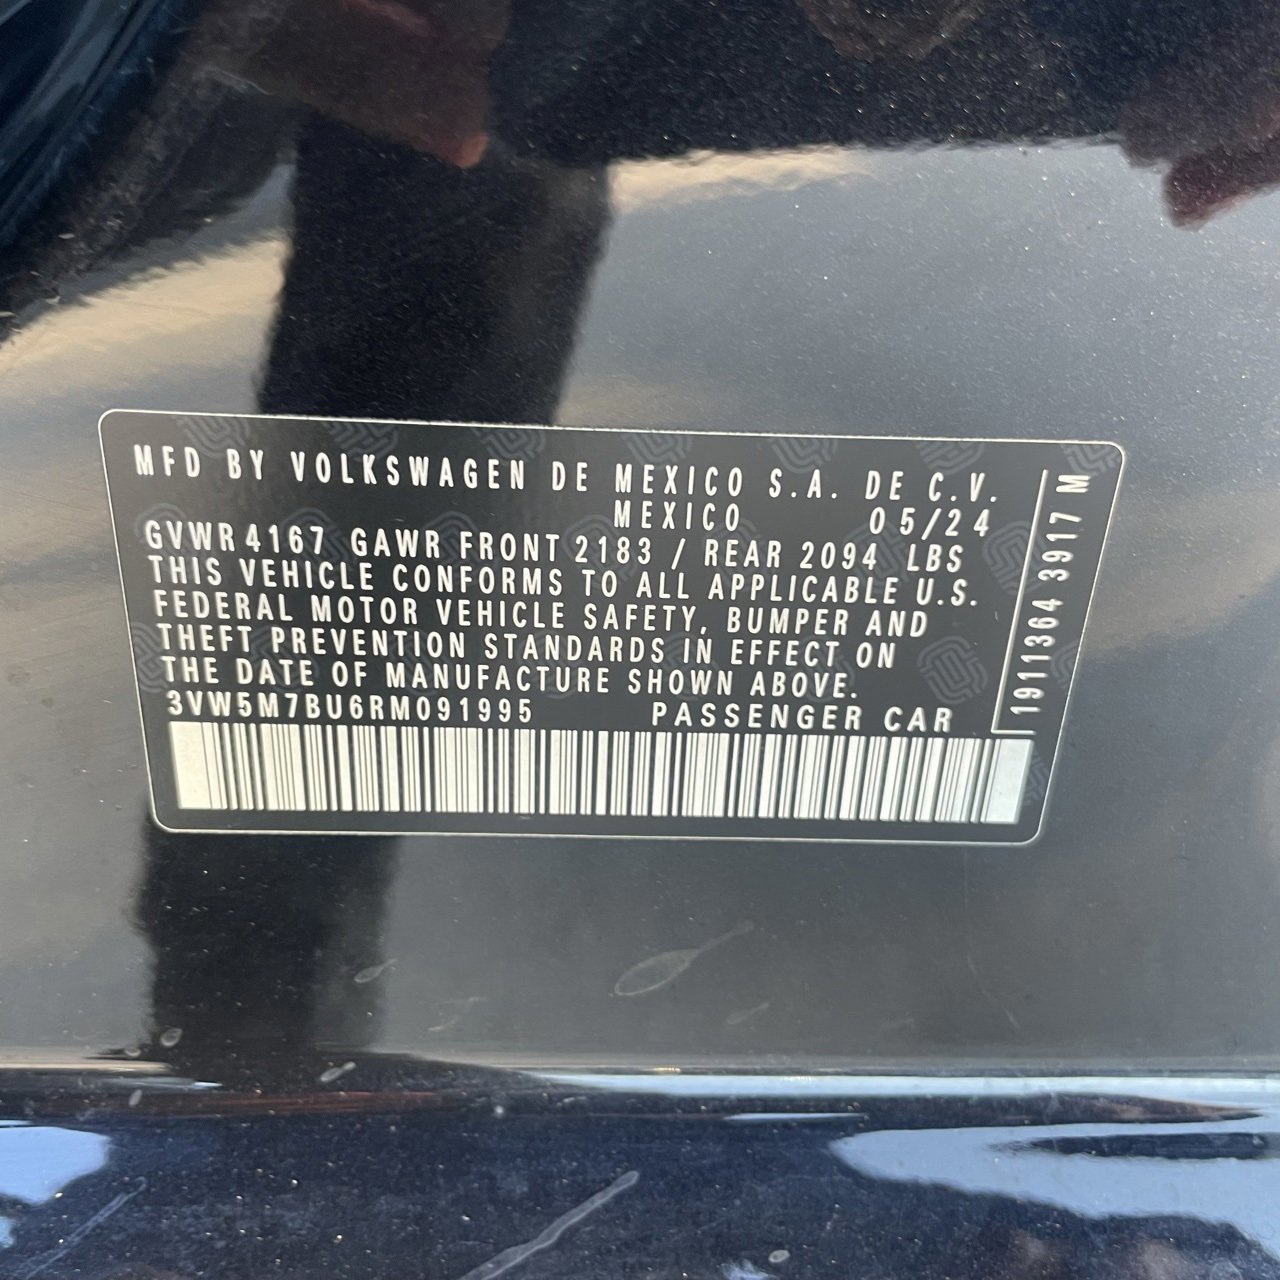 MFD BY VOLKSWAGEN DE MEXICO S.A. DE C.V.
MEXICO 05/24
GVWR 4167 GAWR FRONT 2183 / REAR 2094 LBS
THIS VEHICLE CONFORMS TO ALL APPLICABLE U.S.
FEDERAL MOTOR VEHICLE SAFETY, BUMPER AND
THEFT PREVENTION STANDARDS IN EFFECT ON
THE DATE OF MANUFACTURE SHOWN ABOVE.
3VW5M7BU6RM091995 PASSENGER CAR
1911364 3917 M